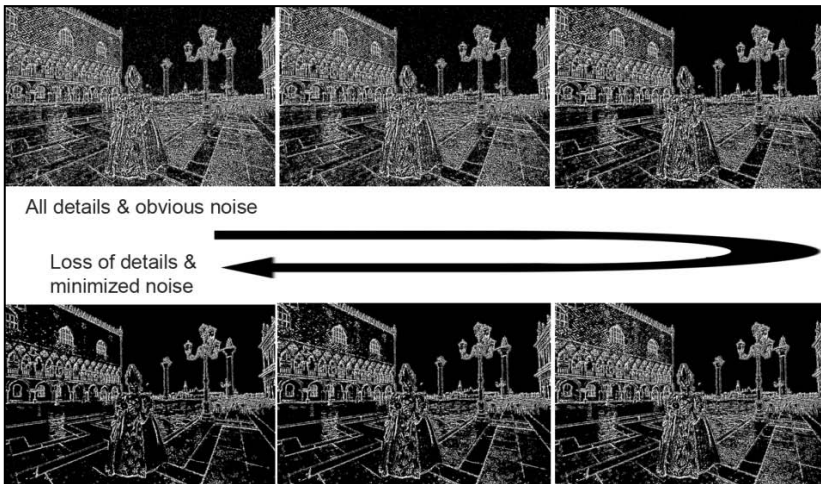 All details & obvious noise
Loss of details &
minimized noise